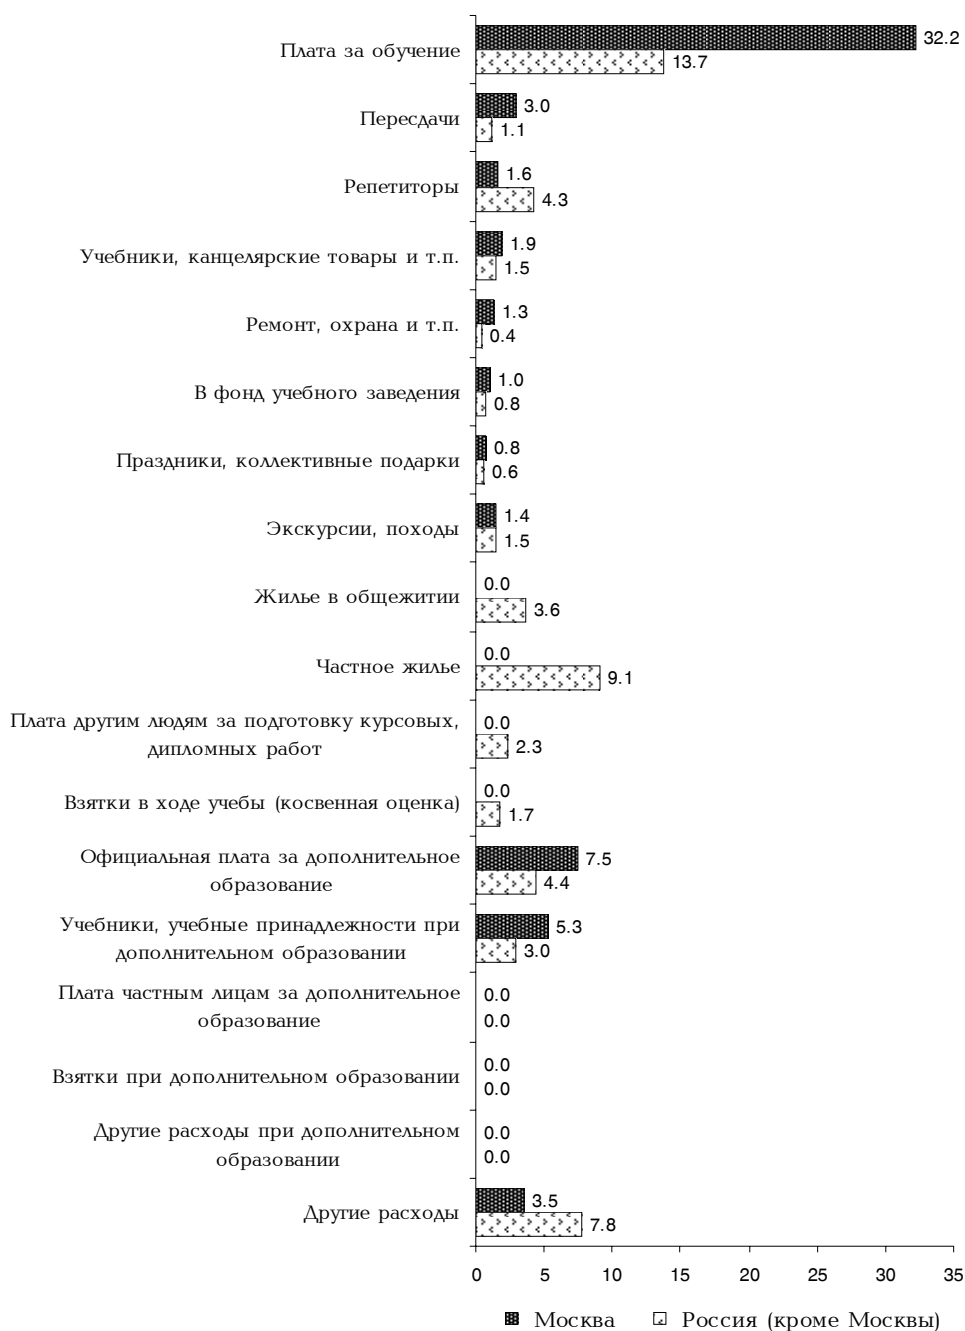 32.2
Плата за обучение
13.7
3.0
Пересдачи
1.1
1.6
Репетиторы
4.3
1.9
Учебники, канцелярские товары и т.п.
1.5
1.3
Ремонт, охрана и т.п.
0.4
1.0
В фонд учебного заведения
0.8
0.8
Праздники, коллективные подарки
0.6
1.4
Экскурсии, походы
1.5
0.0
Жилье в общежитии
3.6
0.0
Частное жилье
9.1
Плата другим людям за подготовку курсовых, 0.0
дипломных работ 2.3
0.0
Взятки в ходе учебы (косвенная оценка)
1.7
Официальная плата за дополнительное 7.5
образование 4.4
Учебники, учебные принадлежности при 5.3
дополнительном образовании 3.0
Плата частным лицам за дополнительное 0.0
образование 0.0
0.0
Взятки при дополнительном образовании
0.0
Другие расходы при дополнительном 0.0
образовании 0.0
3.5
Другие расходы
7.8
0 5 10 15 20 25 30 35
Москва Россия (кроме Москвы)